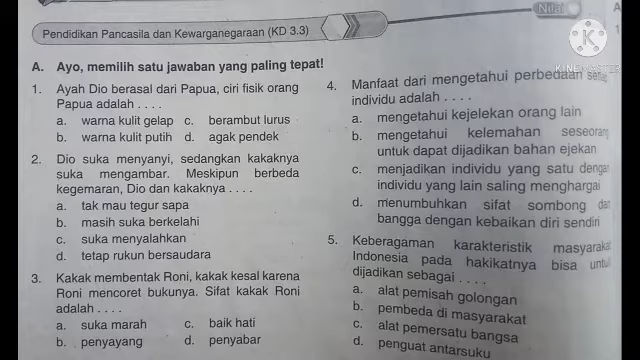 Nilai
A
Pendidikan Pancasila dan Kewarganegaraan (KD 3.3)
1
K
KINEMASTER
A. Ayo, memilih satu jawaban yang paling tepat!
1. Ayah Dio berasal dari Papua, ciri fisik orang
Papua adalah . . . .
a. warna kulit gelap c. berambut lurus
b. warna kulit putih d. agak pendek
2. Dio suka menyanyi, sedangkan kakaknya
suka mengambar. Meskipun berbeda
kegemaran, Dio dan kakaknya . . . .
a. tak mau tegur sapa
b. masih suka berkelahi
c. suka menyalahkan
d. tetap rukun bersaudara
3. Kakak membentak Roni, kakak kesal karena
Roni mencoret bukunya. Sifat kakak Roni
adalah . . . .
a. suka marah c. baik hati
b. penyayang d. penyabar
4. Manfaat dari mengetahui perbedaan setiap
individu adalah . . . .
a. mengetahui kejelekan orang lain
b. mengetahui kelemahan seseorang
untuk dapat dijadikan bahan ejekan
c. menjadikan individu yang satu dengan
individu yang lain saling menghargai
d. menumbuhkan sifat sombong dan
bangga dengan kebaikan diri sendiri
5. Keberagaman karakteristik masyarakat
Indonesia pada hakikatnya bisa untuk
dijadikan sebagai . . . .
a. alat pemisah golongan
b. pembeda di masyarakat
c. alat pemersatu bangsa
d. penguat antarsuku